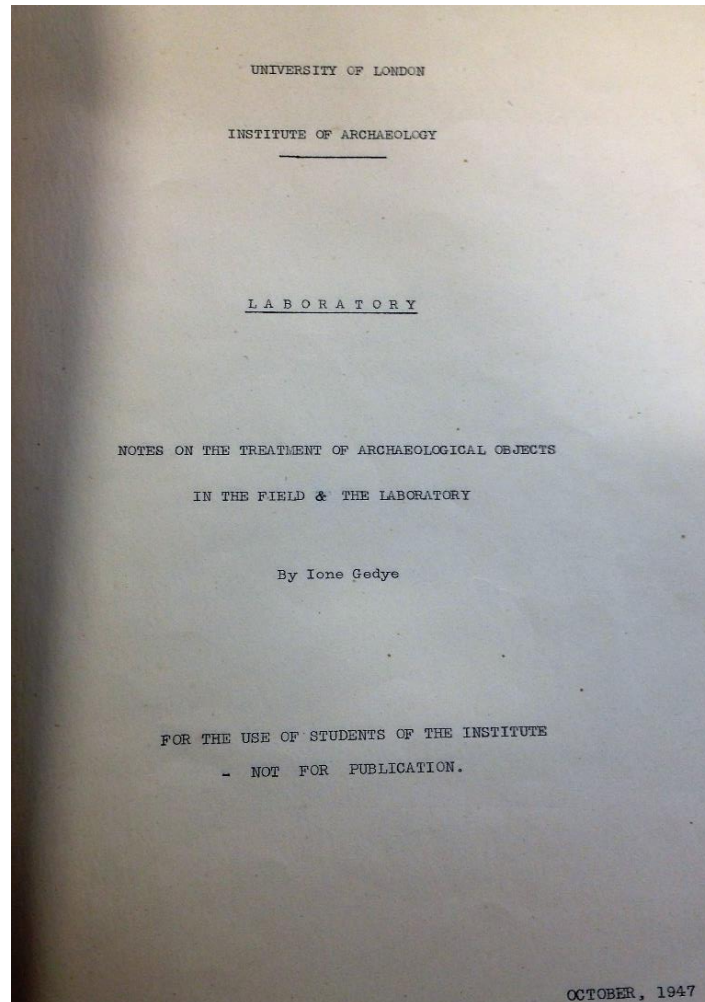 UNIVERSITY OF LONDON
INSTITUTE OF ARCHAEOLOGY
L A B O R A T O R Y
NOTES ON THE TREATMENT OF ARCHAEOLOGICAL OBJECTS
IN THE FIELD & THE LABORATORY
By Ione Gedye
FOR THE USE OF STUDENTS OF THE INSTITUTE
- NOT FOR PUBLICATION.
OCTOBER, 1947